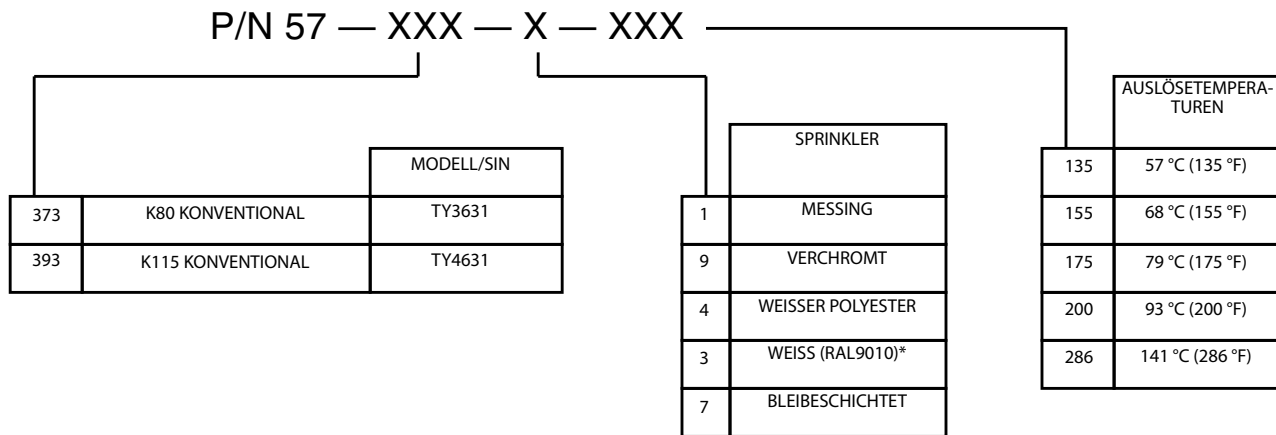 P/N 57 — XXX — X — XXX
MODELL/SIN
373 K80 KONVENTIONAL TY3631
393 K115 KONVENTIONAL TY4631
SPRINKLER
1 MESSING
9 VERCHROMT
4 WEISSER POLYESTER
3 WEISS (RAL9010)*
7 BLEIBESCHICHTET
AUSLÖSETEMPERA-
TUREN
135 57 °C (135 °F)
155 68 °C (155 °F)
175 79 °C (175 °F)
200 93 °C (200 °F)
286 141 °C (286 °F)